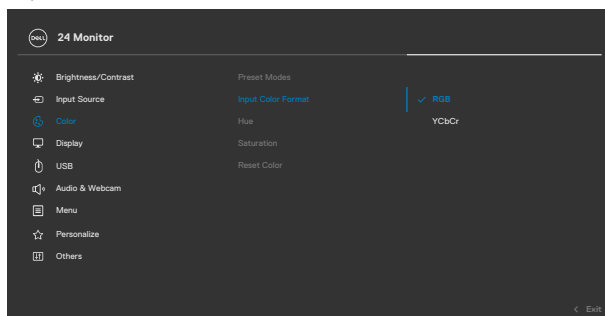 DELL 24 Monitor
Brightness/Contrast Preset Modes
Input Source Input Color Format RGB
Color Hue YCbCr
Display Saturation
USB Reset Color
Audio & Webcam
Menu
Personalize
Others
Exit